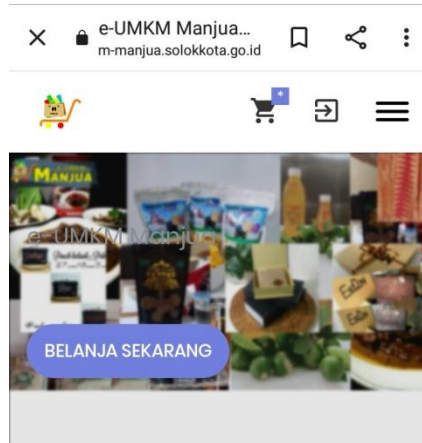 e-UMKM Manjua...
m-manjua.solokkota.go.id
*
MANJUA
e-UMKM Manjua
BELANJA SEKARANG